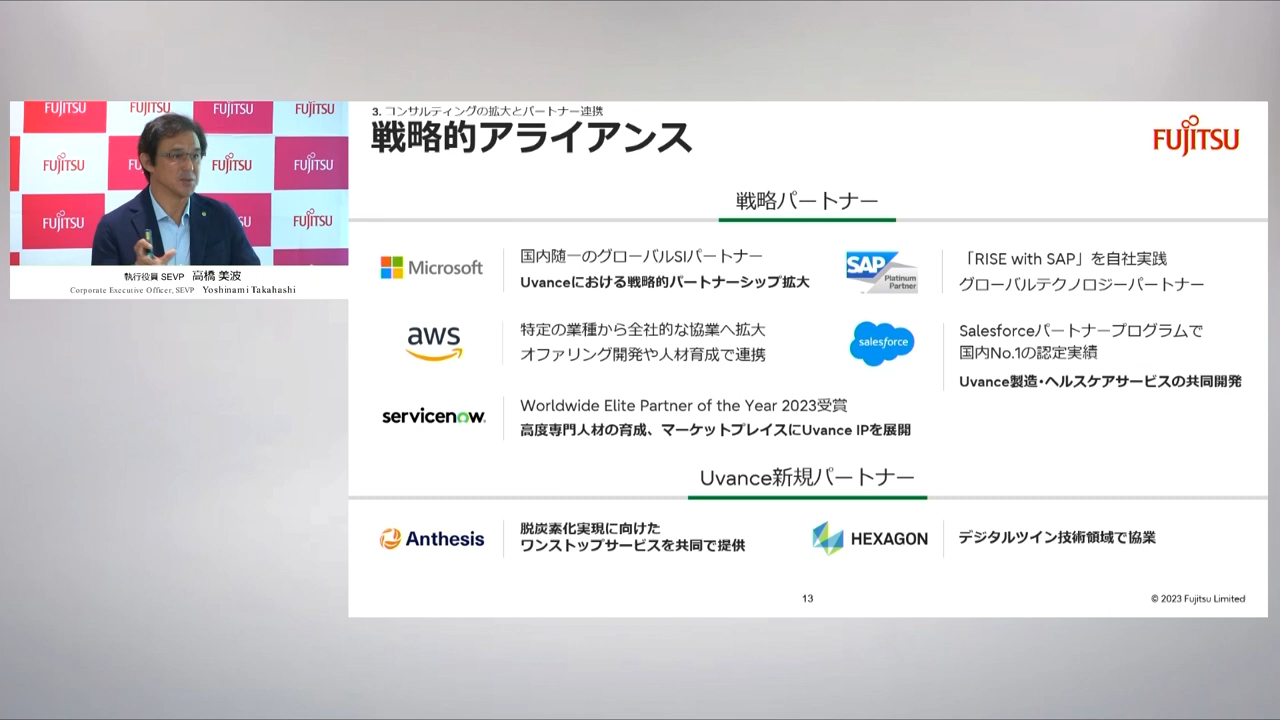 FUJITSU FUJITSU FUJITSU FUJITSU
FUJITSU FUJITSU FUJITSU
FUJITSU FUJITSU
執行役員 SEVP 高橋 美波
Corporate Executive Officer, SEVP Yoshinami Takahashi
3. コンサルティングの拡大とパートナー連携
戦略的アライアンス
FUJITSU
戦略パートナー
Microsoft
国内随一のグローバルSIパートナー
Uvanceにおける戦略的パートナーシップ拡大
SAP
Platinum
Partner
「RISE with SAP」を自社実践
グローバルテクノロジーパートナー
aws
特定の業種から全社的な協業へ拡大
オファリング開発や人材育成で連携
salesforce
Salesforceパートナープログラムで
国内No.1の認定実績
Uvance製造・ヘルスケアサービスの共同開発
servicenow
Worldwide Elite Partner of the Year 2023受賞
高度専門人材の育成、マーケットプレイスにUvance IPを展開
Uvance新規パートナー
Anthesis
脱炭素化実現に向けた
ワンストップサービスを共同で提供
HEXAGON
デジタルツイン技術領域で協業
13
© 2023 Fujitsu Limited